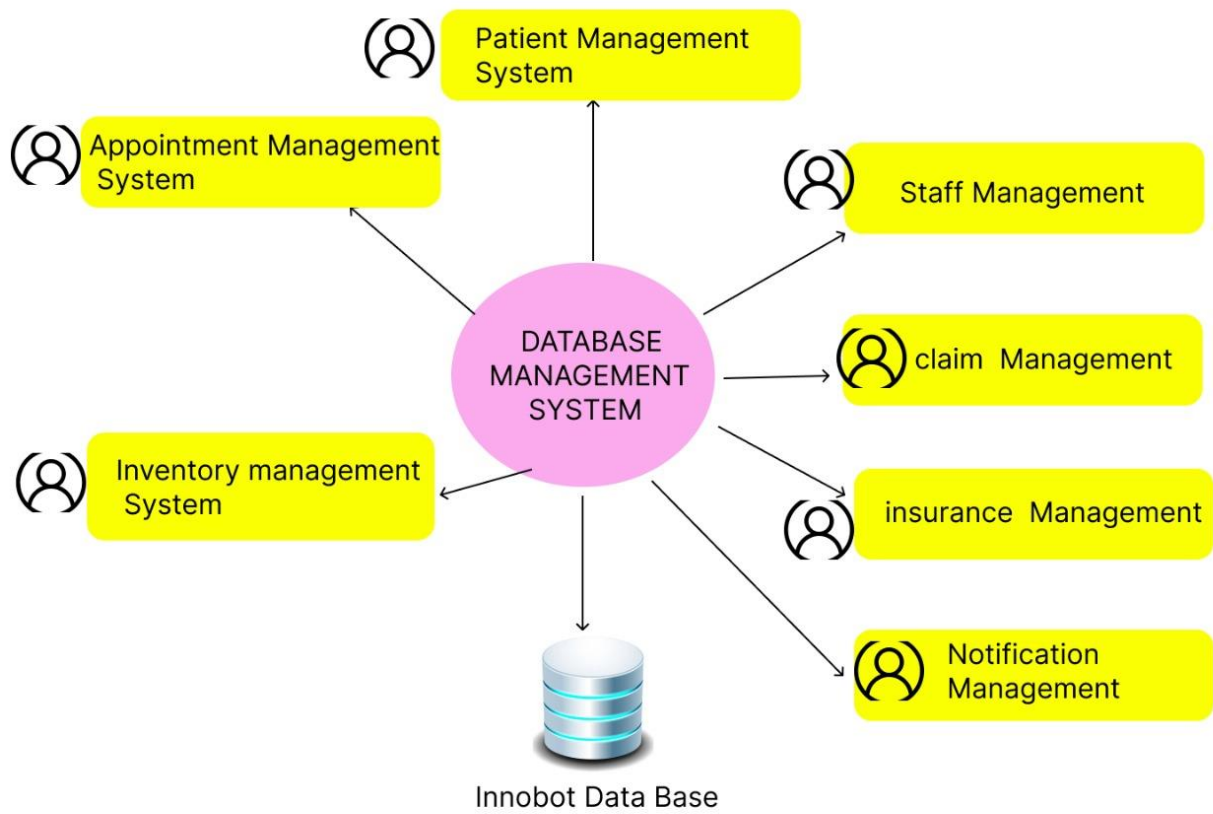 Patient Management
System
Appointment Management
System
Staff Management
DATABASE
MANAGEMENT
SYSTEM
claim Management
Inventory management
System
insurance Management
Notification
Management
Innobot Data Base